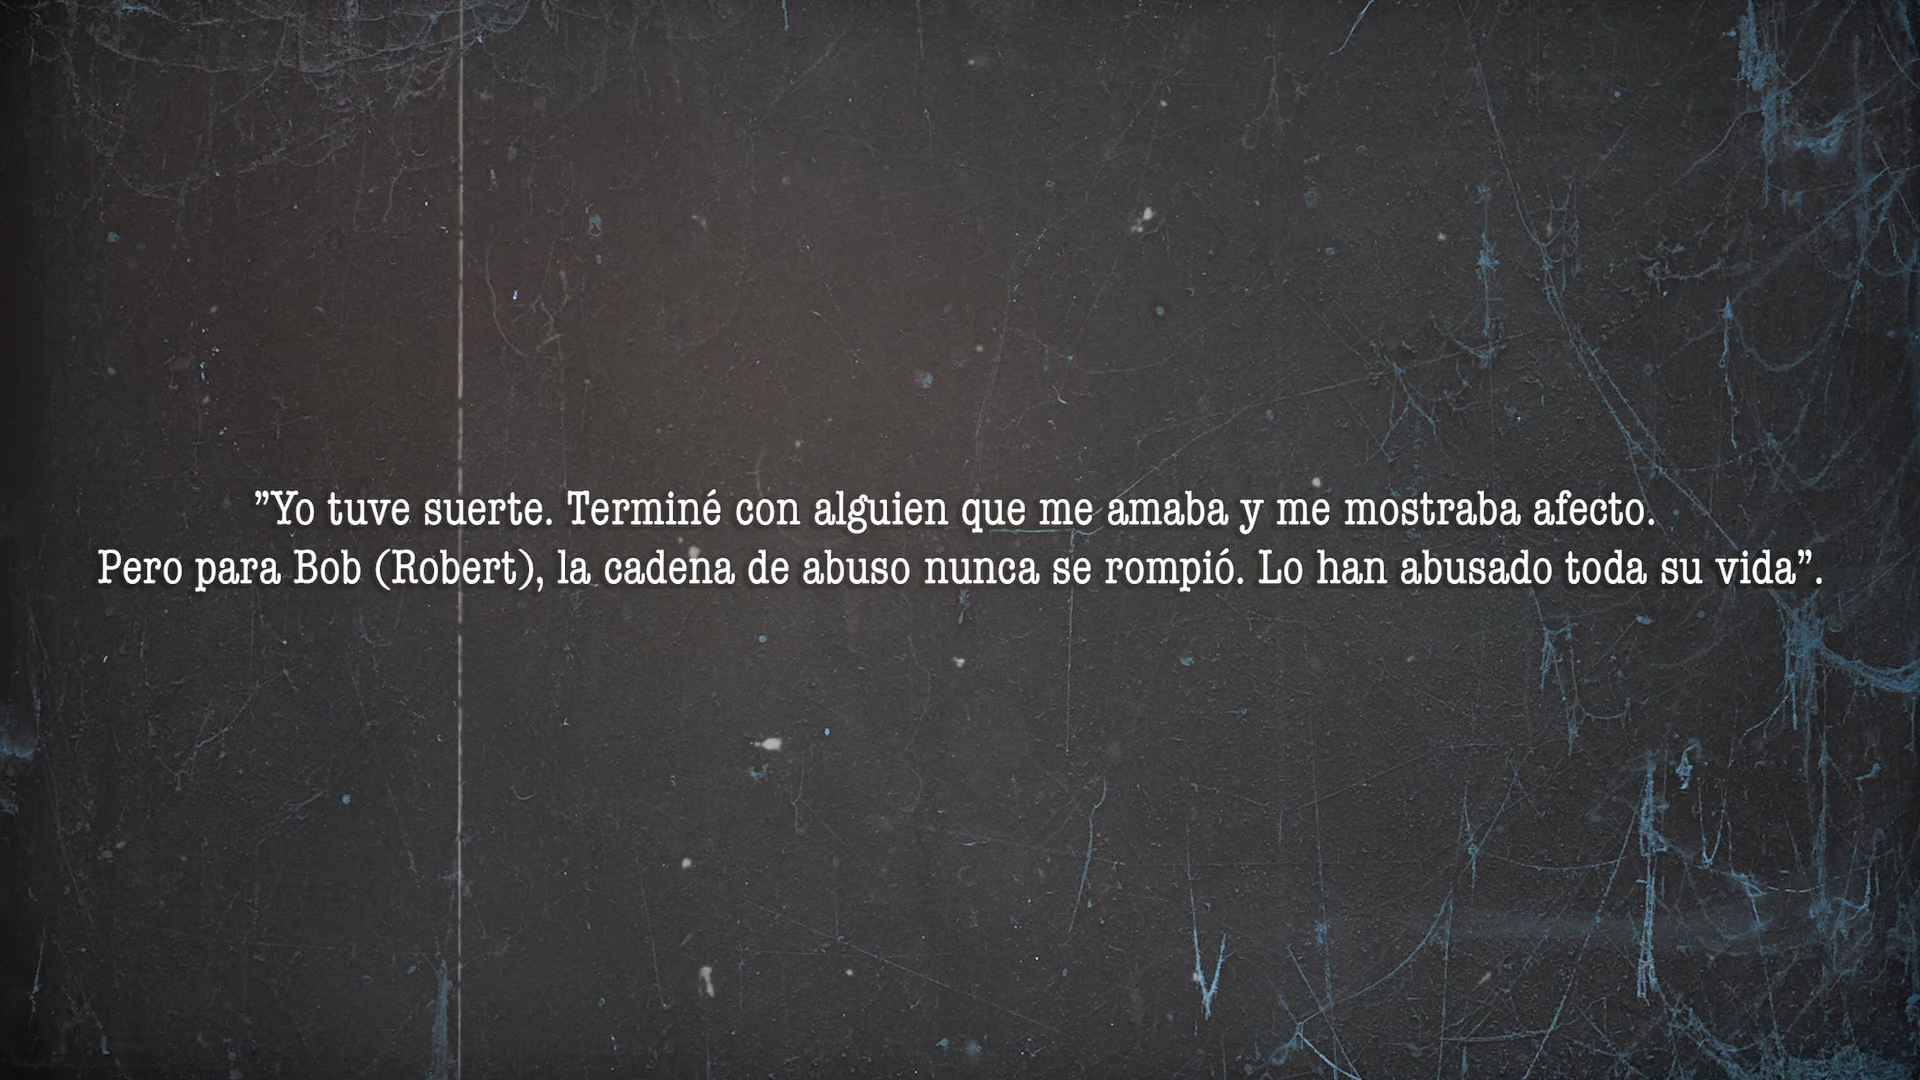 ”Yo tuve suerte. Terminé con alguien que me amaba y me mostraba afecto.
Pero para Bob (Robert), la cadena de abuso nunca se rompió. Lo han abusado toda su vida”.